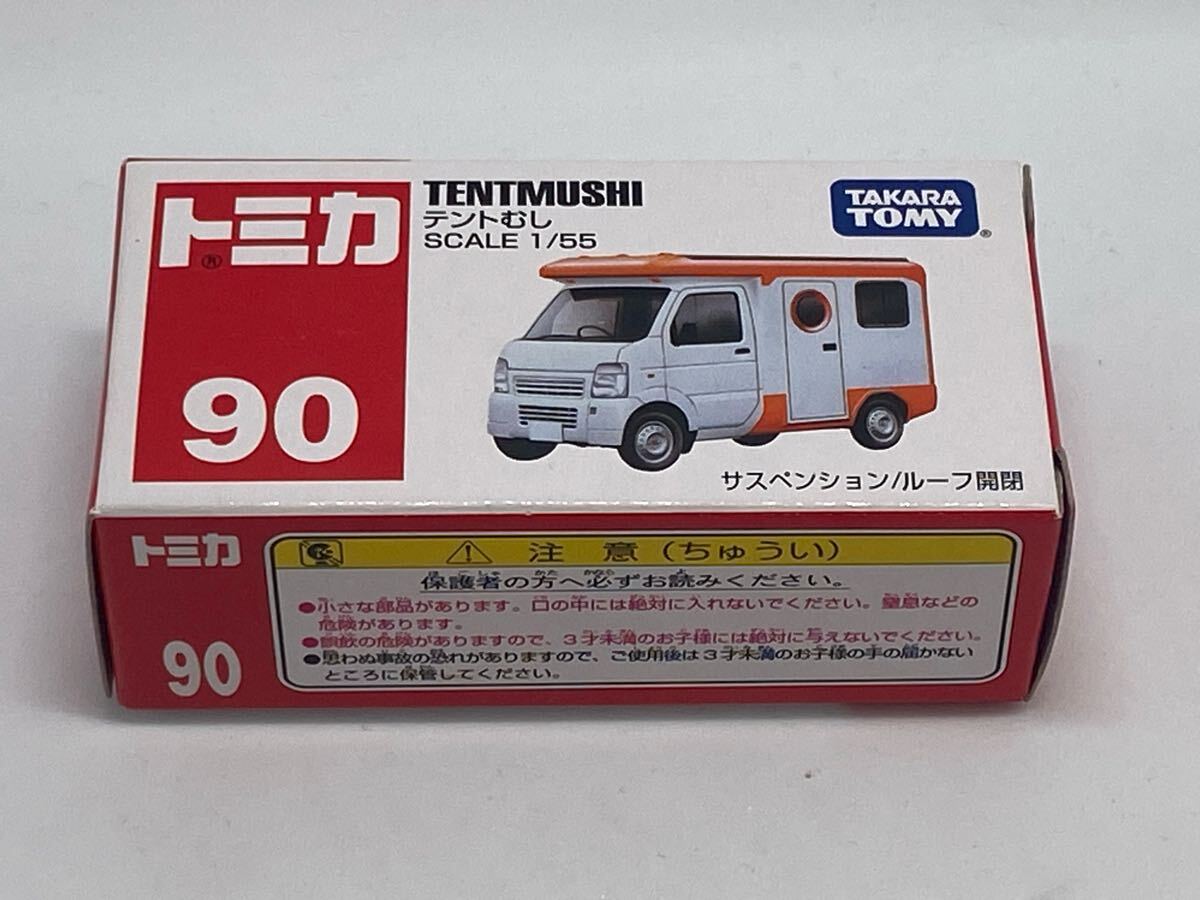 トミカ®
90
TENTMUSHI
テントむし
SCALE 1/55
TAKARA
TOMY®
サスペンション/ルーフ開閉
トミカ
90
⚠ 注 意 (ちゅうい)
保護者の方へ必ずお読みください。
●小さな部品があります。口の中には絶対に入れないでください。窒息などの
危険があります。
●誤飲の危険がありますので、3才未満のお子様には絶対に与えないでください。
●思わぬ事故の恐れがありますので、ご使用後は3才未満のお子様の手の届かない
ところに保管してください。